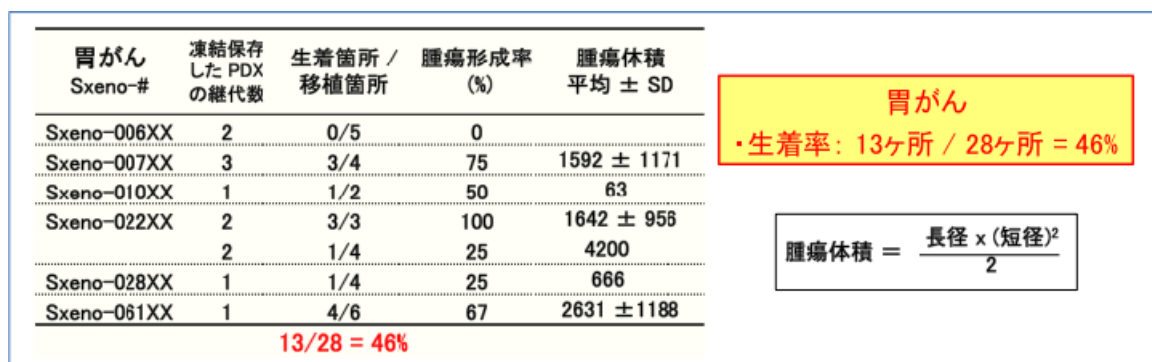 胃がん 凍結保存 生着箇所 / 腫瘍形成率 腫瘍体積
Sxeno-# した PDX 移植箇所 (%) 平均 ± SD
の継代数
Sxeno-006XX 2 0/5 0
Sxeno-007XX 3 3/4 75 1592 ± 1171
Sxeno-010XX 1 1/2 50 63
Sxeno-022XX 2 3/3 100 1642 ± 956
2 1/4 25 4200
Sxeno-028XX 1 1/4 25 666
Sxeno-061XX 1 4/6 67 2631 ±1188
13/28 = 46%
胃がん
・生着率: 13ヶ所 / 28ヶ所 = 46%
腫瘍体積 = 長径 x (短径)²
2